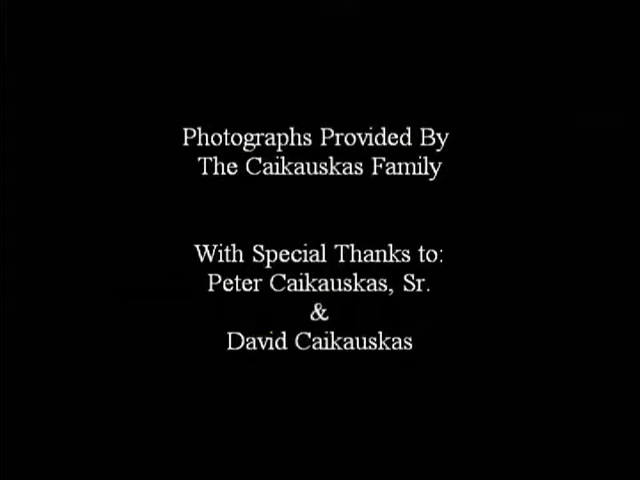 Photographs Provided By
The Caikauskas Family
With Special Thanks to:
Peter Caikauskas, Sr.
&
David Caikauskas